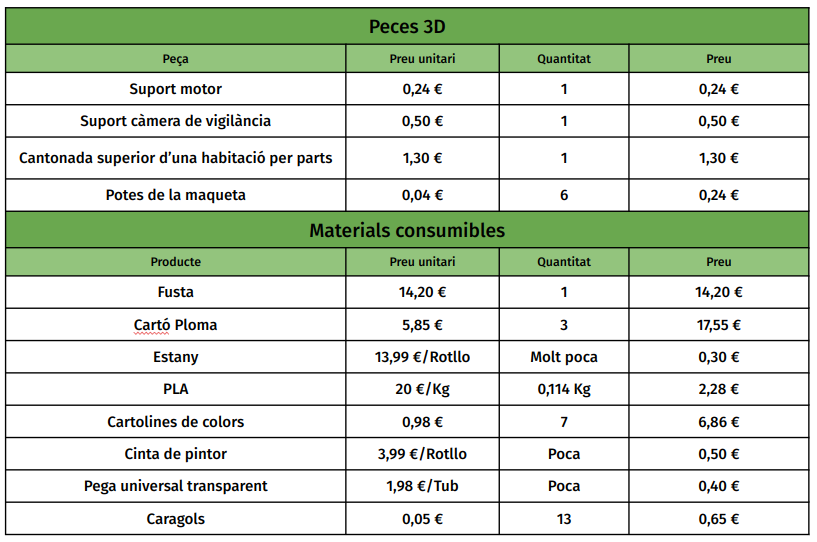 Peces 3D
Peça Preu unitari Quantitat Preu
Suport motor 0,24 € 1 0,24 €
Suport càmera de vigilància 0,50 € 1 0,50 €
Cantonada superior d'una habitació per parts 1,30 € 1 1,30 €
Potes de la maqueta 0,04 € 6 0,24 €
Materials consumibles
Producte Preu unitari Quantitat Preu
Fusta 14,20 € 1 14,20 €
Cartó Ploma 5,85 € 3 17,55 €
Estany 13,99 €/Rotllo Molt poca 0,30 €
PLA 20 €/Kg 0,114 Kg 2,28 €
Cartolines de colors 0,98 € 7 6,86 €
Cinta de pintor 3,99 €/Rotllo Poca 0,50 €
Pega universal transparent 1,98 €/Tub Poca 0,40 €
Caragols 0,05 € 13 0,65 €